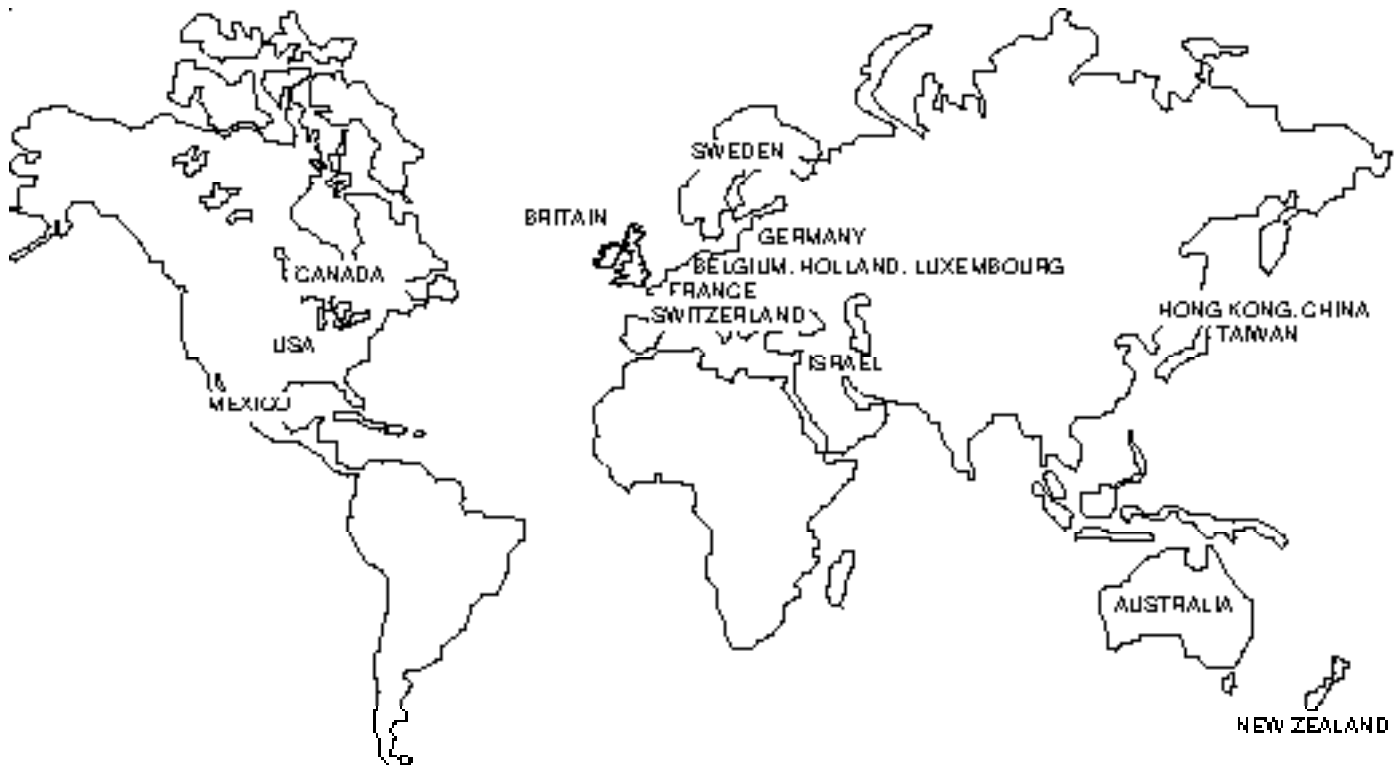 SWEDEN
BRITAIN
GERMANY
BELGIUM, HOLLAND, LUXEMBOURG
CANADA
FRANCE
SWITZERLAND
HONG KONG, CHINA
TAIWAN
USA
ISRAEL
MEXICO
AUSTRALIA
NEW ZEALAND